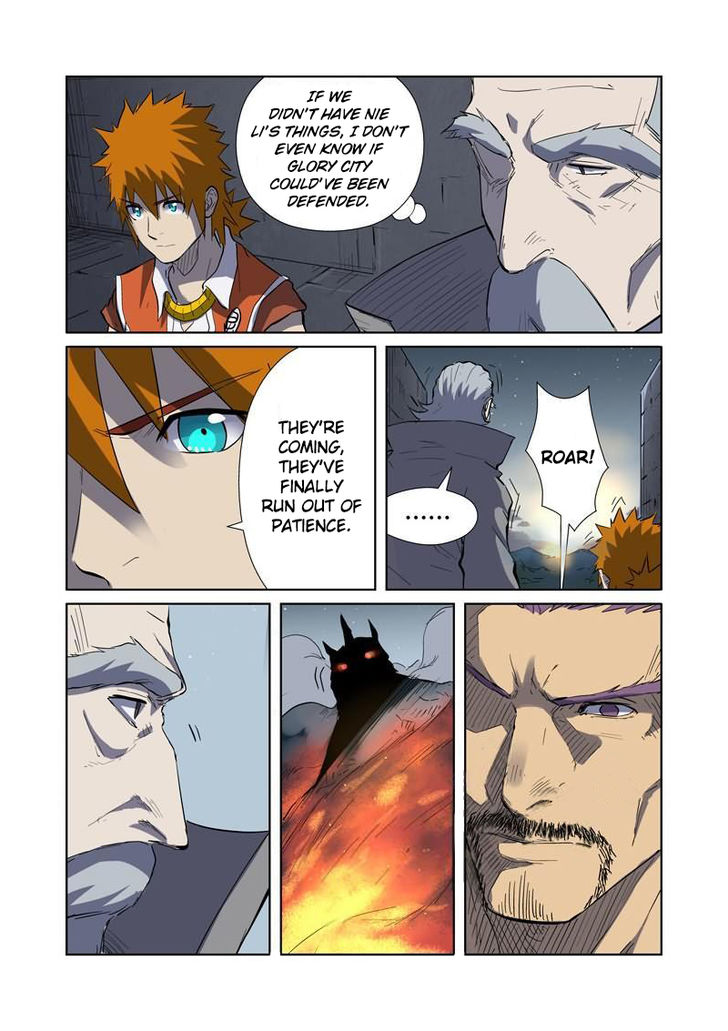 IF WE
DIDN'T HAVE NIE
LI'S THINGS, I DON'T
EVEN KNOW IF
GLORY CITY
COULD'VE BEEN
DEFENDED.
THEY'RE
COMING,
THEY'VE
FINALLY
RUN OUT OF
PATIENCE.
ROAR!
......